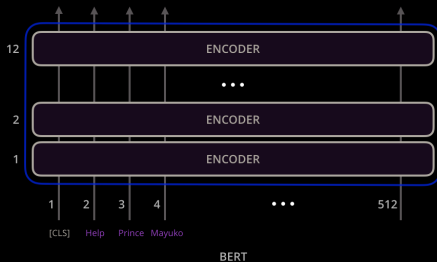 12 ENCODER
...
2 ENCODER
1 ENCODER
1 2 3 4 ... 512
[CLS] Help Prince Mayuko
BERT